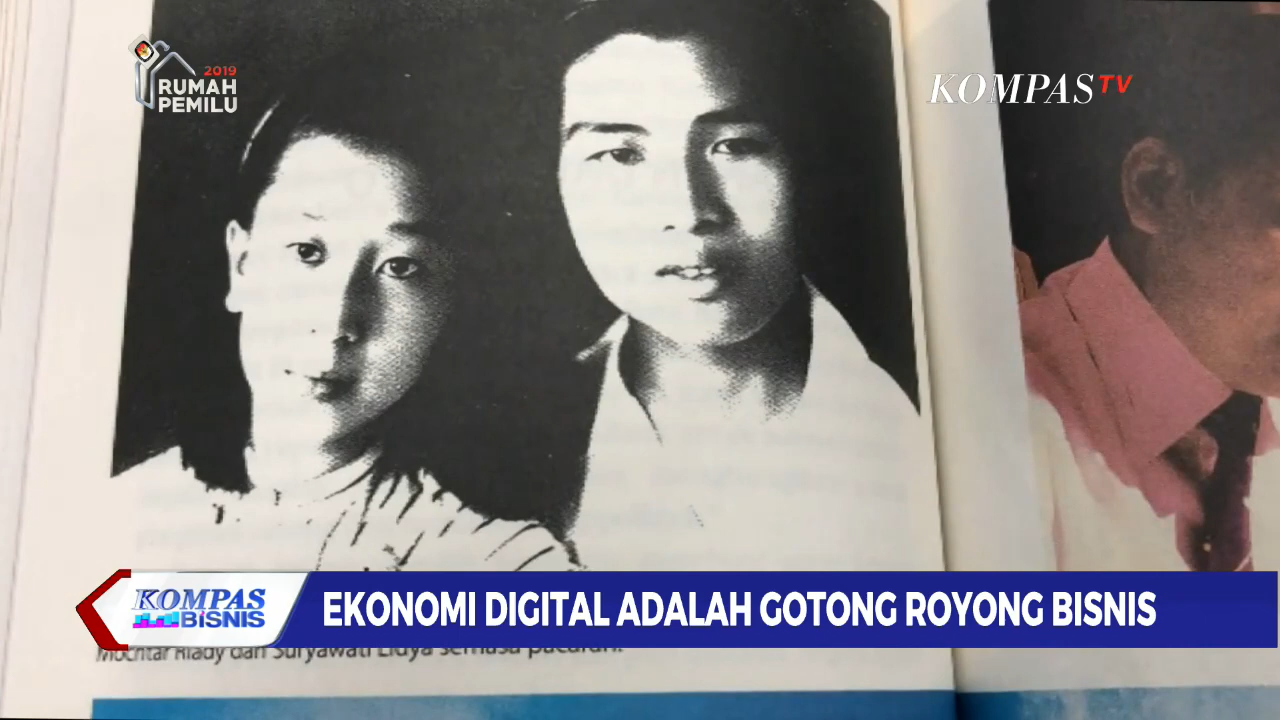 2019
RUMAH
PEMILU
KOMPAS TV
KOMPAS
BISNIS
EKONOMI DIGITAL ADALAH GOTONG ROYONG BISNIS
Mochtar Riady dan Suryawati Lidya semasa pacaran.